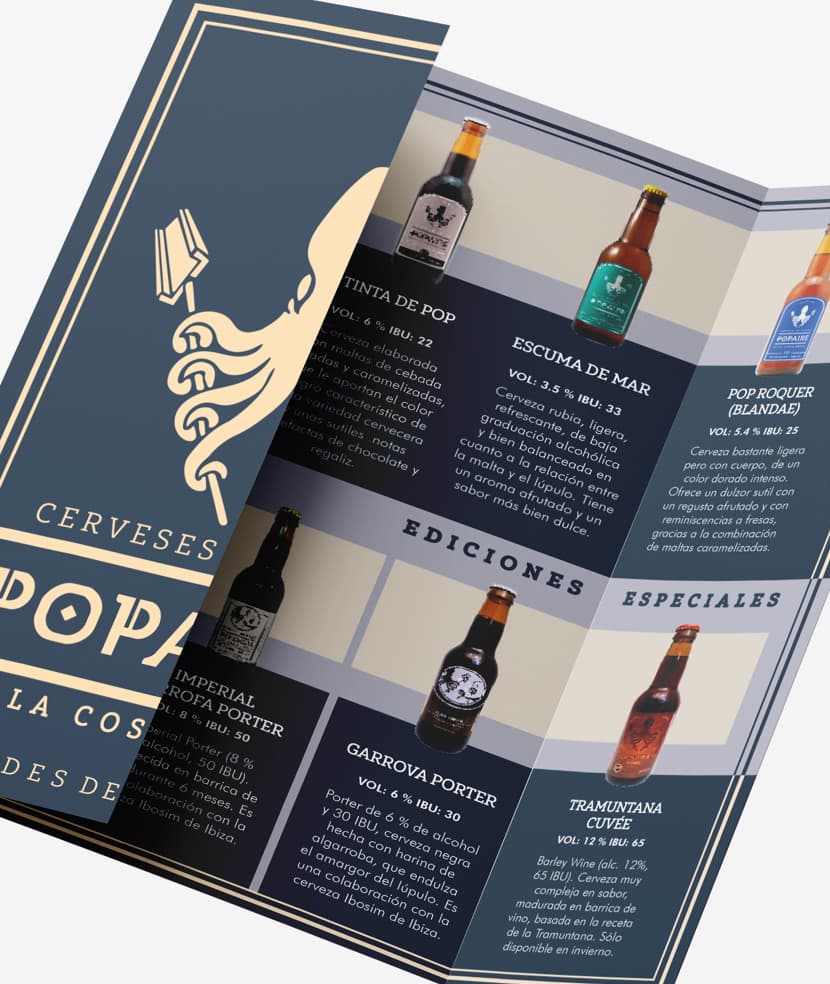 CERVESES
POPA
LA COS
DES DE
TINTA DE POP
VOL: 6 % IBU: 22
Cerveza elaborada
maltas de cebada
y caramelizadas,
aportan el color
característico de
variedad cervecera
unas sutiles notas
de chocolate y
regaliz.
ESCUMA DE MAR
VOL: 3.5 % IBU: 33
Cerveza rubia, ligera,
refrescante, de baja
graduación alcohólica
y bien balanceada en
cuanto a la relación entre
la malta y el lúpulo. Tiene
un aroma afrutado y un
sabor más bien dulce.
POPAIRE
POP ROQUER
(BLANDAE)
VOL: 5.4 % IBU: 25
Cerveza bastante ligera
pero con cuerpo, de un
color dorado intenso.
Ofrece un dulzor sutil con
un regusto afrutado y con
reminiscencias a fresas,
gracias a la combinación
de maltas caramelizadas.
EDICIONES
ESPECIALES
IMPERIAL
ROFA PORTER
OL: 8 % IBU: 50
perial Porter (8 %
alcohol, 50 IBU).
ecida en barrica de
durante 6 meses. Es
colaboración con la
Ibosim de Ibiza.
GARROVA PORTER
VOL: 6 % IBU: 30
Porter de 6 % de alcohol
y 30 IBU, cerveza negra
hecha con harina de
algarroba, que endulza
el amargor del lúpulo. Es
una colaboración con la
cerveza Ibosim de Ibiza.
TRAMUNTANA
CUVÉE
VOL: 12 % IBU: 65
Barley Wine (alc. 12%,
65 IBU). Cerveza muy
compleja en sabor,
madurada en barrica de
vino, basada en la receta
de la Tramuntana. Sólo
disponible en invierno.